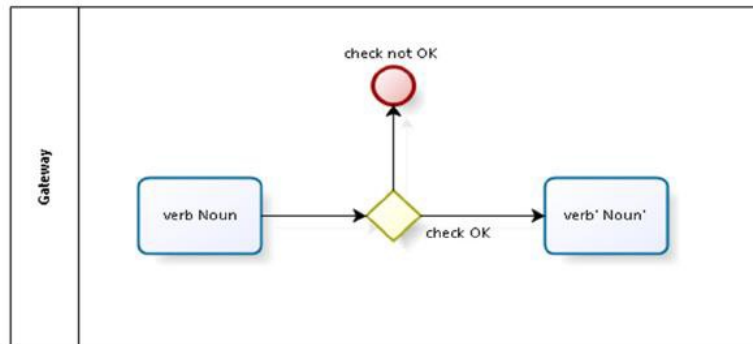 Gateway
check not OK
verb Noun
check OK
verb' Noun'